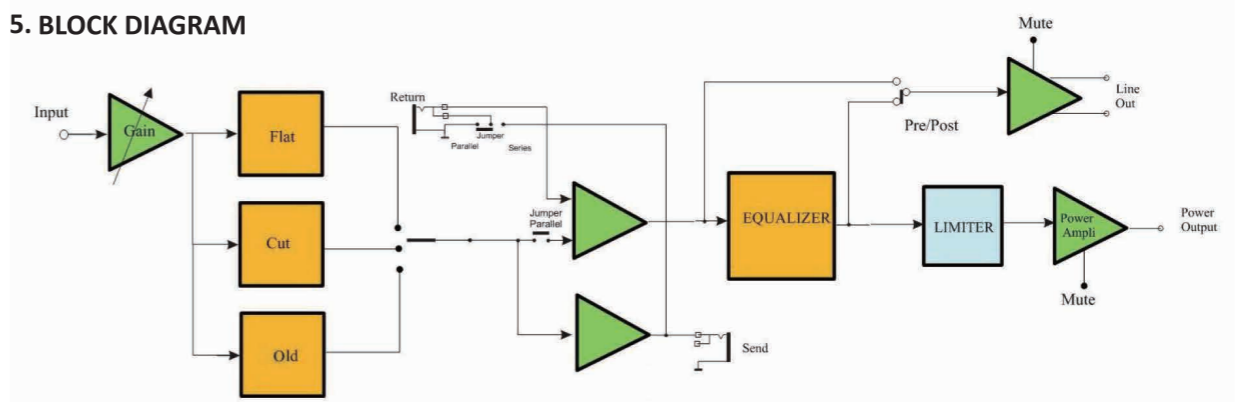 5. BLOCK DIAGRAM
Mute
Input
Gain
Flat
Return
Jumper
Parallel
Series
Line
Out
Pre/Post
Cut
Jumper
Parallel
EQUALIZER
LIMITER
Power
Ampli
Power
Output
Mute
Old
Send